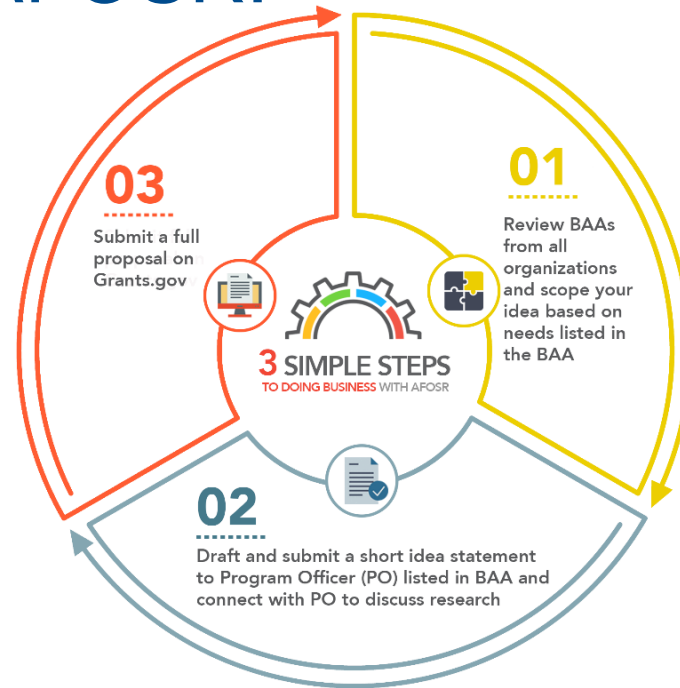 01
Review BAAs
from all
organizations
and scope your
idea based on
needs listed in
the BAA
02
Draft and submit a short idea statement
to Program Officer (PO) listed in BAA and
connect with PO to discuss research
03
Submit a full
proposal on
Grants.gov
3 SIMPLE STEPS
TO DOING BUSINESS WITH AFOSR